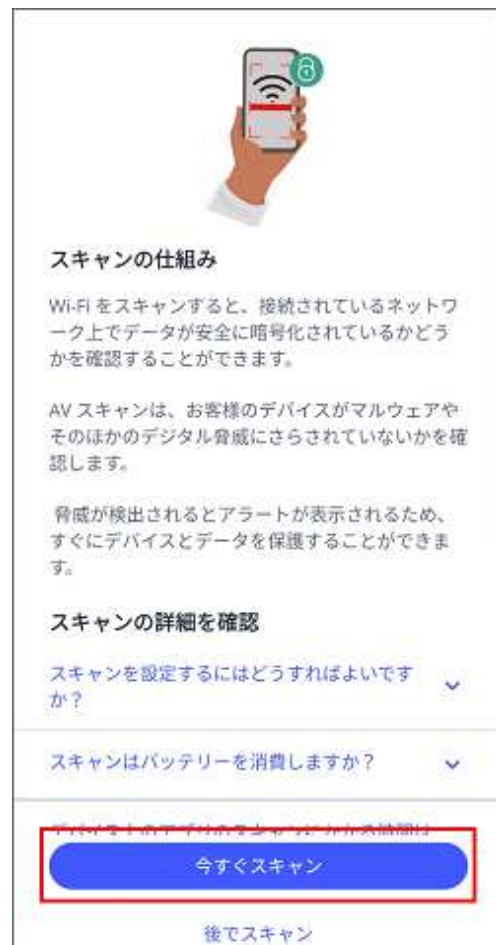 スキャンの仕組み
Wi-Fi をスキャンすると、接続されているネットワ
ーク上でデータが安全に暗号化されているかどう
かを確認することができます。
AV スキャンは、お客様のデバイスがマルウェアや
そのほかのデジタル脅威にさらされていないかを確
認します。
脅威が検出されるとアラートが表示されるため、
すぐにデバイスとデータを保護することができま
す。
スキャンの詳細を確認
スキャンを設定するにはどうすればよいです
か？
スキャンはバッテリーを消費しますか？
今すぐスキャン
後でスキャン